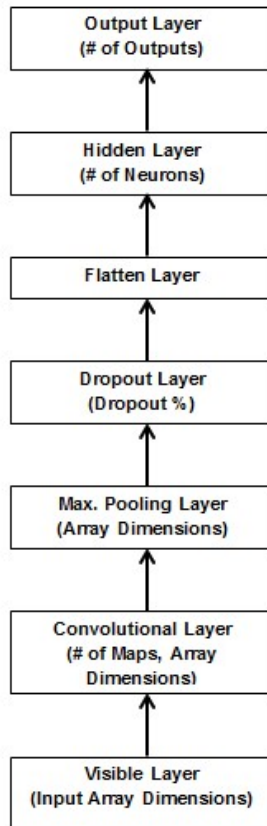 Output Layer
(# of Outputs)
Hidden Layer
(# of Neurons)
Flatten Layer
Dropout Layer
(Dropout %)
Max. Pooling Layer
(Array Dimensions)
Convolutional Layer
(# of Maps, Array
Dimensions)
Visible Layer
(Input Array Dimensions)